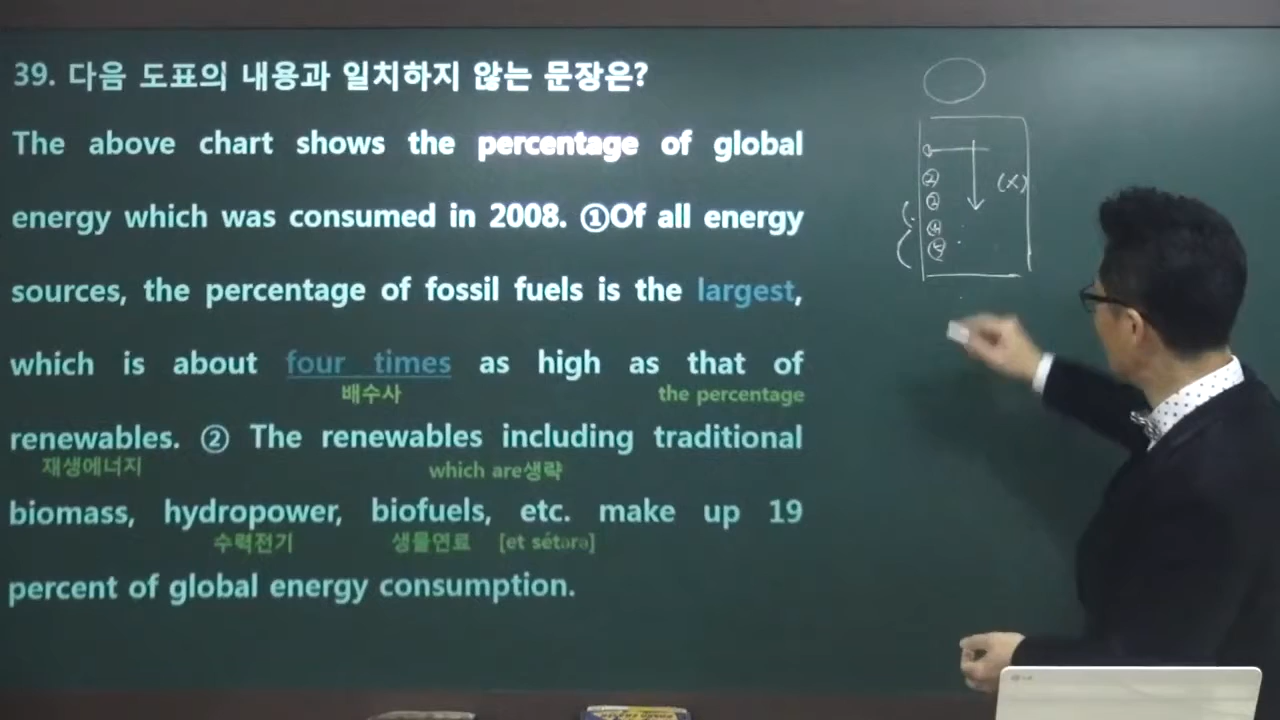 39. 다음 도표의 내용과 일치하지 않는 문장은?
The above chart shows the percentage of global
energy which was consumed in 2008. ①Of all energy
sources, the percentage of fossil fuels is the largest,
which is about four times as high as that of
배수사 the percentage
renewables. ② The renewables including traditional
재생에너지 which are생략
biomass, hydropower, biofuels, etc. make up 19
수력전기 생물연료 [et sétərə]
percent of global energy consumption.
②
(X)
④
⑤
LG